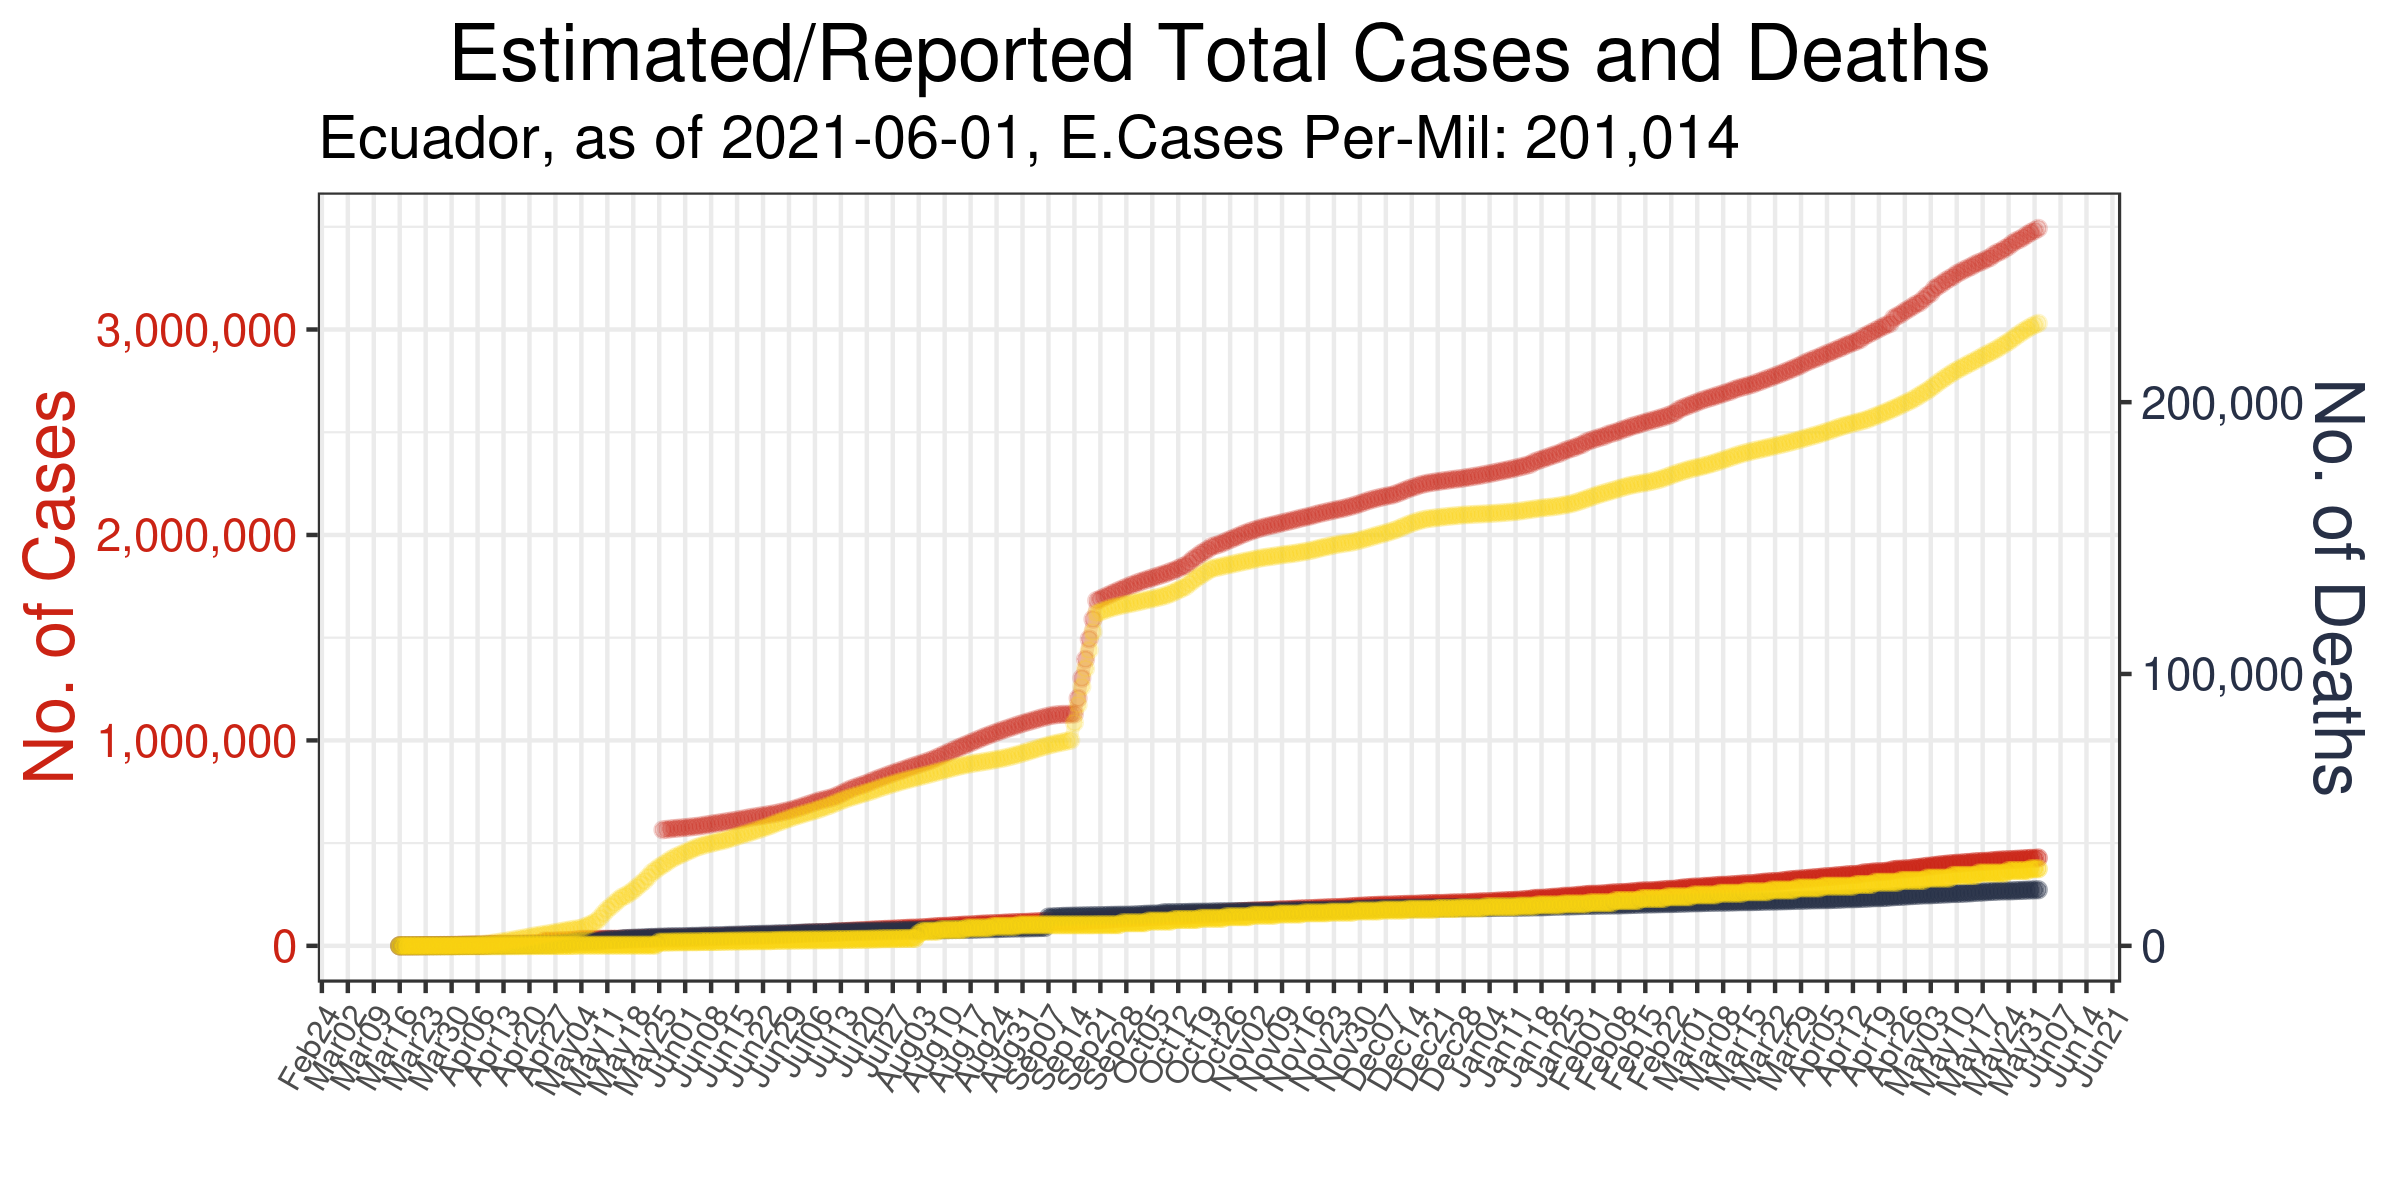 Estimated/Reported Total Cases and Deaths
Ecuador, as of 2021-06-01, E.Cases Per-Mil: 201,014
No. of Cases
3,000,000
2,000,000
1,000,000
0
No. of Deaths
200,000
100,000
0
Feb24
Mar02
Mar09
Mar16
Mar23
Mar30
Apr06
Apr13
Apr20
Apr27
May04
May11
May18
May25
Jun01
Jun08
Jun15
Jun22
Jun29
Jul06
Jul13
Jul20
Jul27
Aug03
Aug10
Aug17
Aug24
Aug31
Sep07
Sep14
Sep21
Sep28
Oct05
Oct12
Oct19
Oct26
Nov02
Nov09
Nov16
Nov23
Nov30
Dec07
Dec14
Dec21
Dec28
Jan04
Jan11
Jan18
Jan25
Feb01
Feb08
Feb15
Feb22
Mar01
Mar08
Mar15
Mar22
Mar29
Apr05
Apr12
Apr19
Apr26
May03
May10
May17
May24
May31
Jun07
Jun14
Jun21